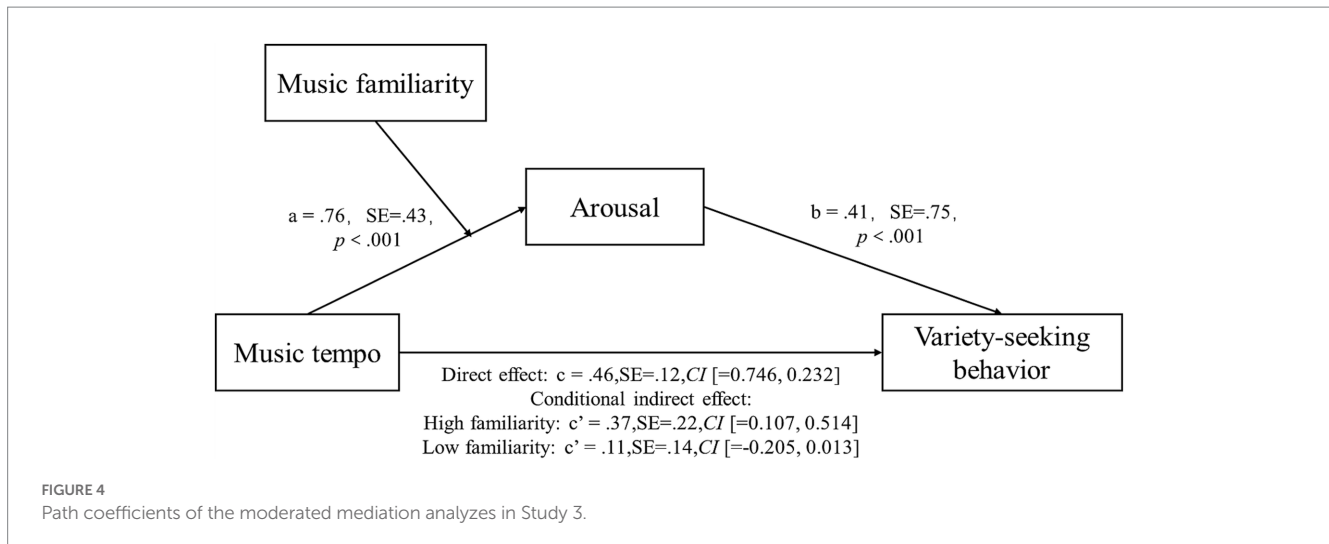 Music familiarity
Arousal
a = .76, SE=.43,
p < .001
b = .41, SE=.75,
p < .001
Music tempo
Variety-seeking
behavior
Direct effect: c = .46,SE=.12,CI [=0.746, 0.232]
Conditional indirect effect:
High familiarity: c’ = .37,SE=.22,CI [=0.107, 0.514]
Low familiarity: c’ = .11,SE=.14,CI [=-0.205, 0.013]
FIGURE 4
Path coefficients of the moderated mediation analyzes in Study 3.